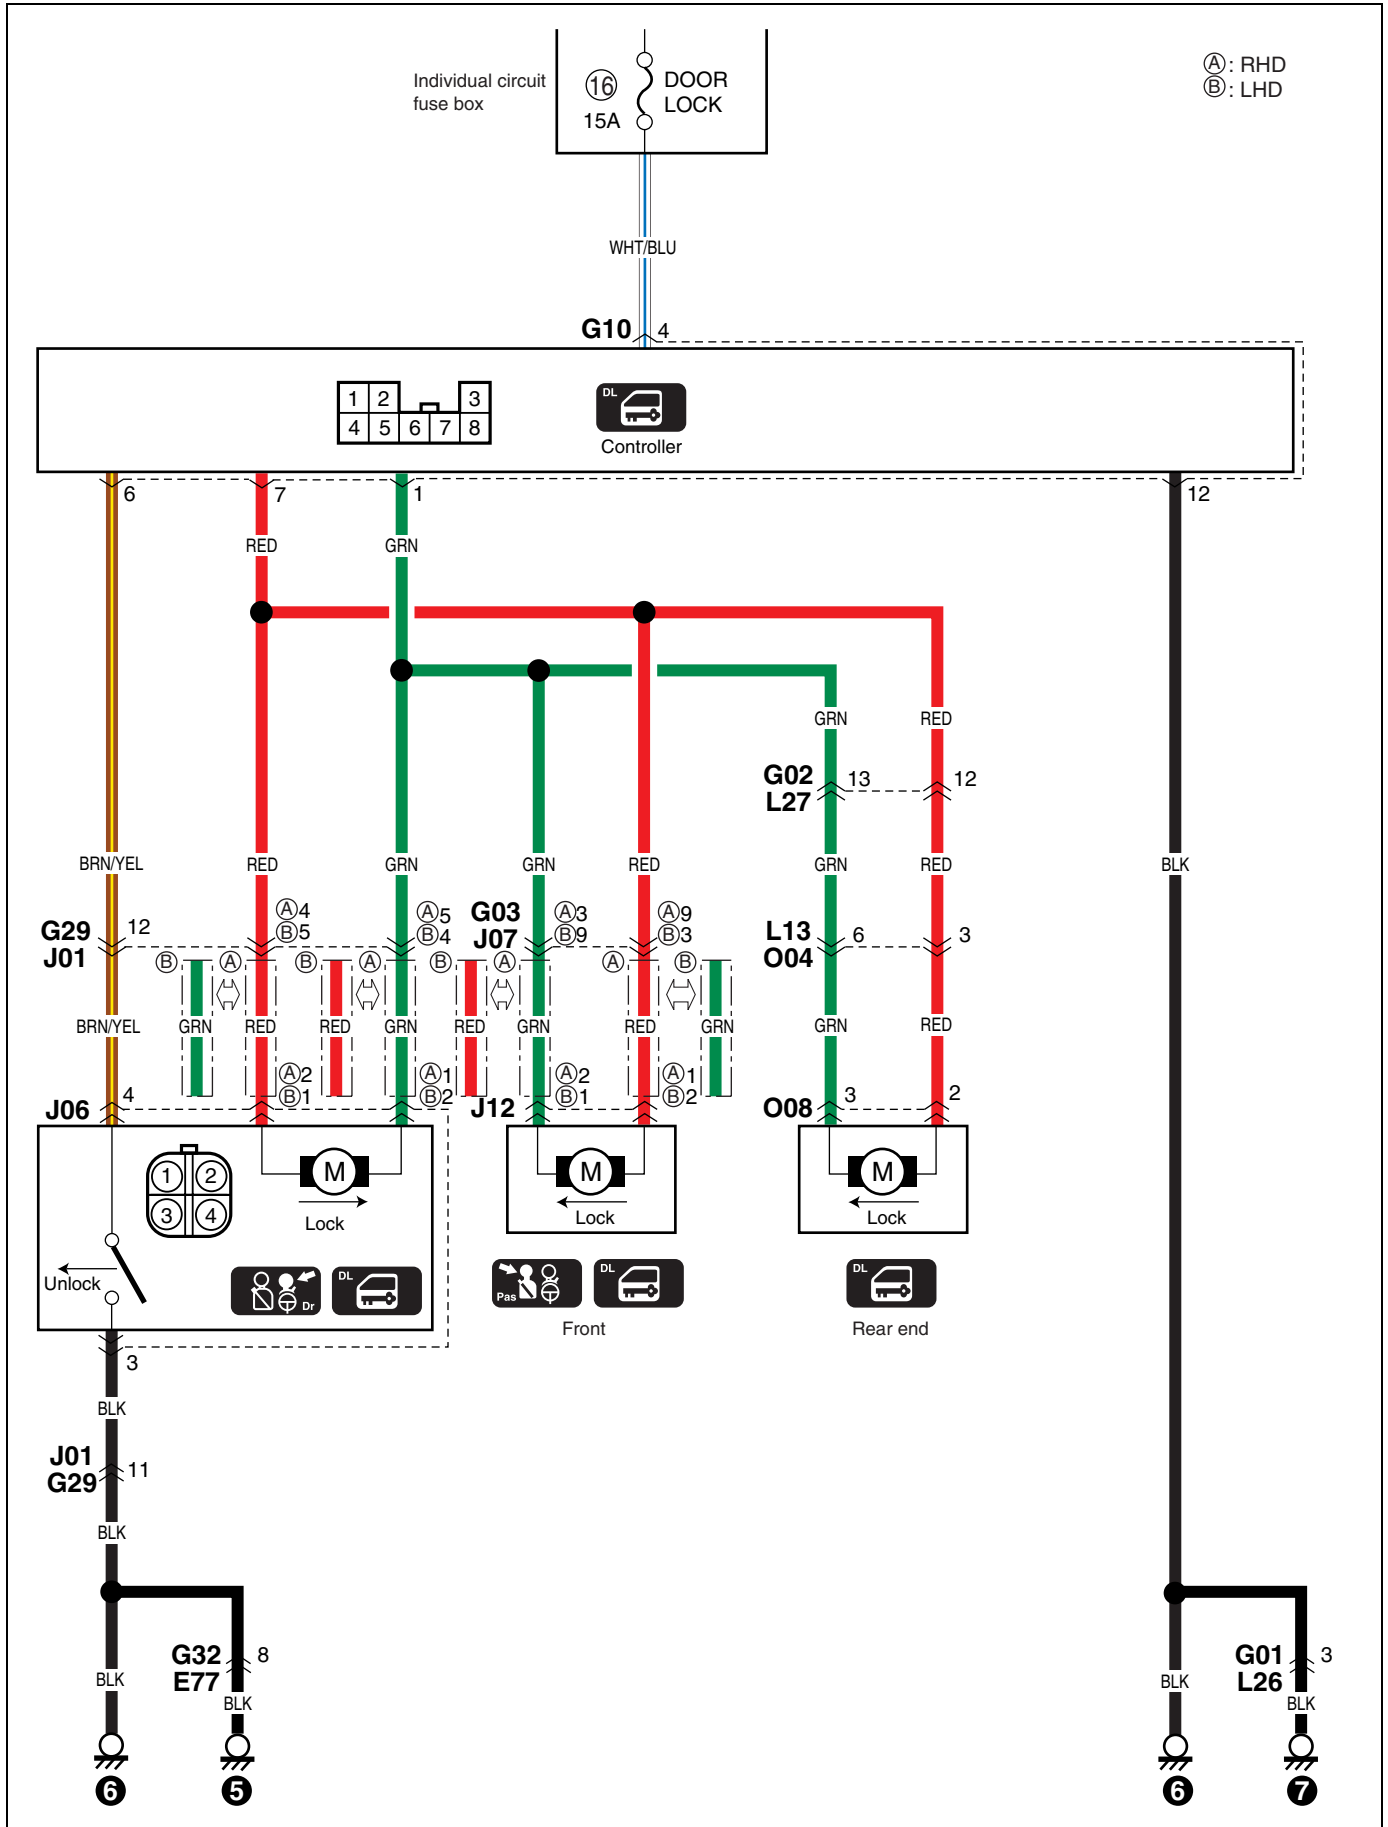 Individual circuit
fuse box
16
15A
DOOR
LOCK
A: RHD
B: LHD
WHT/BLU
G10 4
1 2 3
4 5 6 7 8
DL
Controller
6 7 1 12
RED GRN
GRN RED
G02 13 12
L27
BRN/YEL RED GRN GRN RED GRN RED BLK
G29 12 A4 A5 G03 A3 A9 L13 6 3
J01 B5 B4 J07 B9 B3 O04
B A B A B A A B
BRN/YEL GRN RED RED GRN RED GRN RED GRN GRN RED
J06 4 A2 A1 J12 A2 A1 O08 3 2
B1 B2 B1 B2
1 2
3 4
M M M
Lock Lock Lock
Unlock
Dr DL Pas DL DL
Front Rear end
3
BLK
J01 11
G29
BLK
G32 8 G01 3
E77 L26
BLK BLK BLK BLK
6 5 6 7